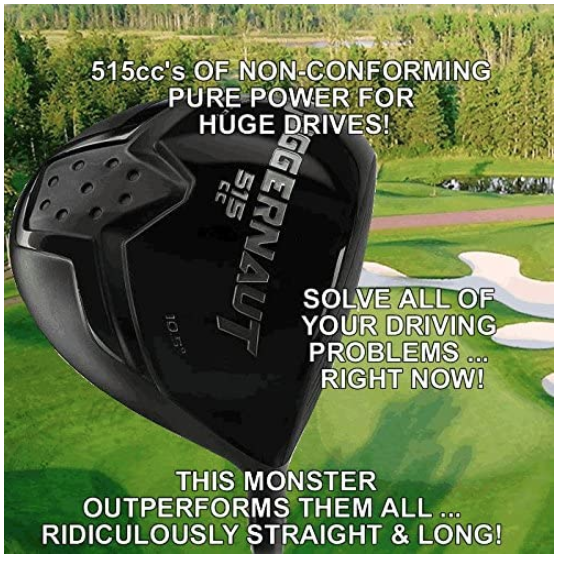 515cc's OF NON-CONFORMING
PURE POWER FOR
HUGE DRIVES!
JUGGERNAUT
515
cc
10.5°
SOLVE ALL OF
YOUR DRIVING
PROBLEMS ...
RIGHT NOW!
THIS MONSTER
OUTPERFORMS THEM ALL ...
RIDICULOUSLY STRAIGHT & LONG!